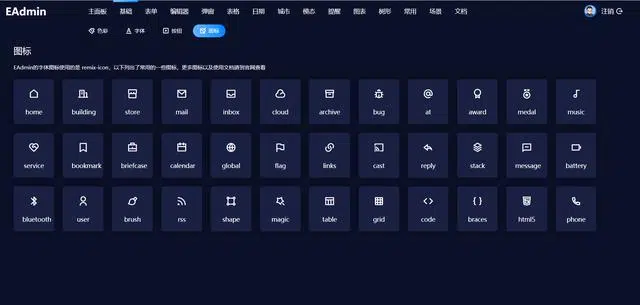 EAdmin 主面板 基础 表单 编辑器 弹窗 表格 日期 城市 模态 提醒 图表 树形 常用 场景 文档 注销
色彩 字体 按钮 图标
图标
EAdmin的字体图标使用的是 remix-icon，以下列出了常用的一些图标，更多图标以及使用文档请到官网查看
home building store mail inbox cloud archive bug at award medal music
service bookmark briefcase calendar global flag links cast reply stack message battery
bluetooth user brush rss shape magic table grid code braces html5 phone